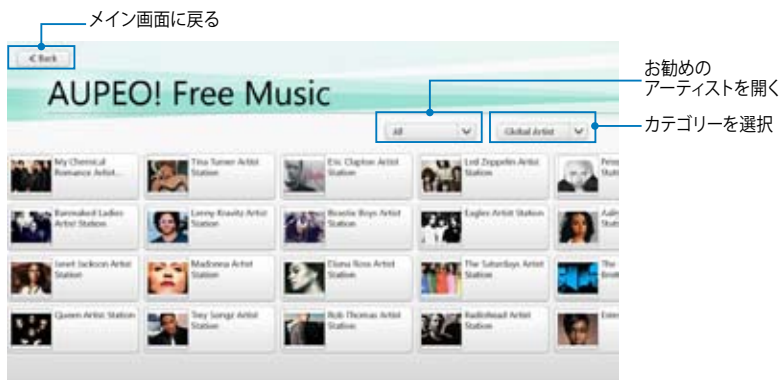 メイン画面に戻る
Back
お勧めの
アーティストを開く
AUPEO! Free Music
All
Global Artist
カテゴリーを選択
My Chemical
Romance Artist...
Tina Turner Artist
Station
Eric Clapton Artist
Station
Led Zeppelin Artist
Station
Barenaked Ladies
Artist Station
Lenny Kravitz Artist
Station
Beastie Boys Artist
Station
Eagles Artist Station
Janet Jackson Artist
Station
Madonna Artist
Station
Diana Ross Artist
Station
The Saturdays Artist
Station
The
Queen Artist Station
Trey Songz Artist
Station
Rob Thomas Artist
Station
Radiohead Artist
Station